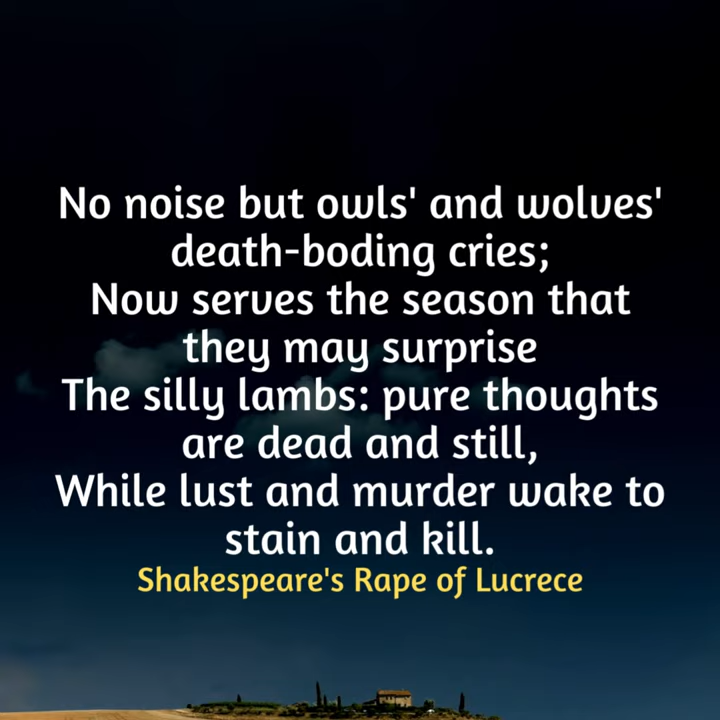 No noise but owls' and wolves'
death-boding cries;
Now serves the season that
they may surprise
The silly lambs: pure thoughts
are dead and still,
While lust and murder wake to
stain and kill.
Shakespeare's Rape of Lucrece